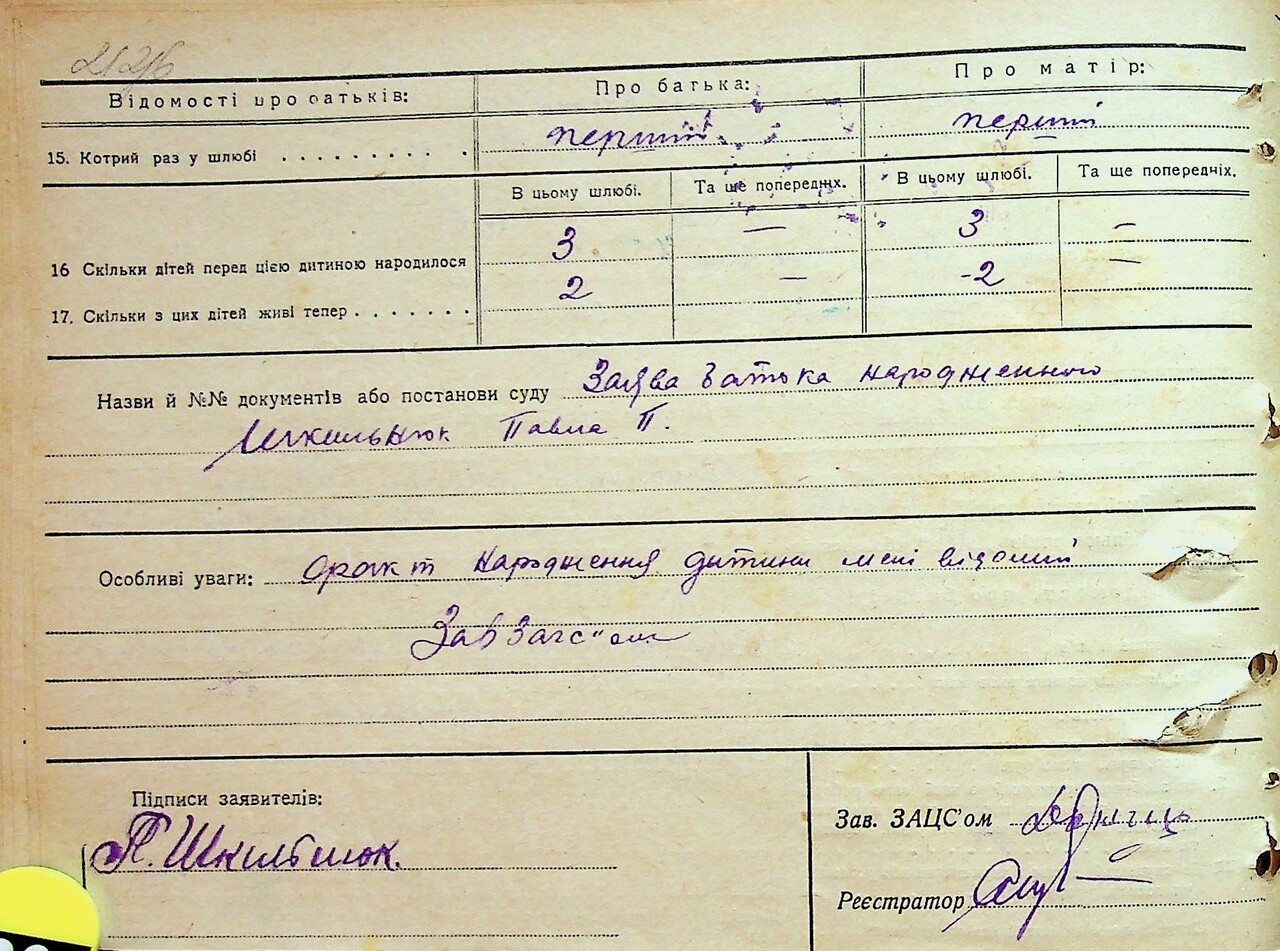 2126
Відомості про батьків: Про батька: Про матір:
15. Котрий раз у шлюбі . . . . . . . . . . перший перший
В цьому шлюбі. Та ще попередніх. В цьому шлюбі. Та ще попередніх.
16 Скільки дітей перед цією дитиною народилося 3 — 3 —
17. Скільки з цих дітей живі тепер . . . . . . . 2 — -2 —
Назви й №№ документів або постанови суду Заява батька народженного
Шкільнюк Павла П.
Особливі уваги: Факт народження дитини мені відомий
Зав Загс"ом
Підписи заявителів:
П. Шкільнюк.
Зав. ЗАЦС'ом
Реєстратор